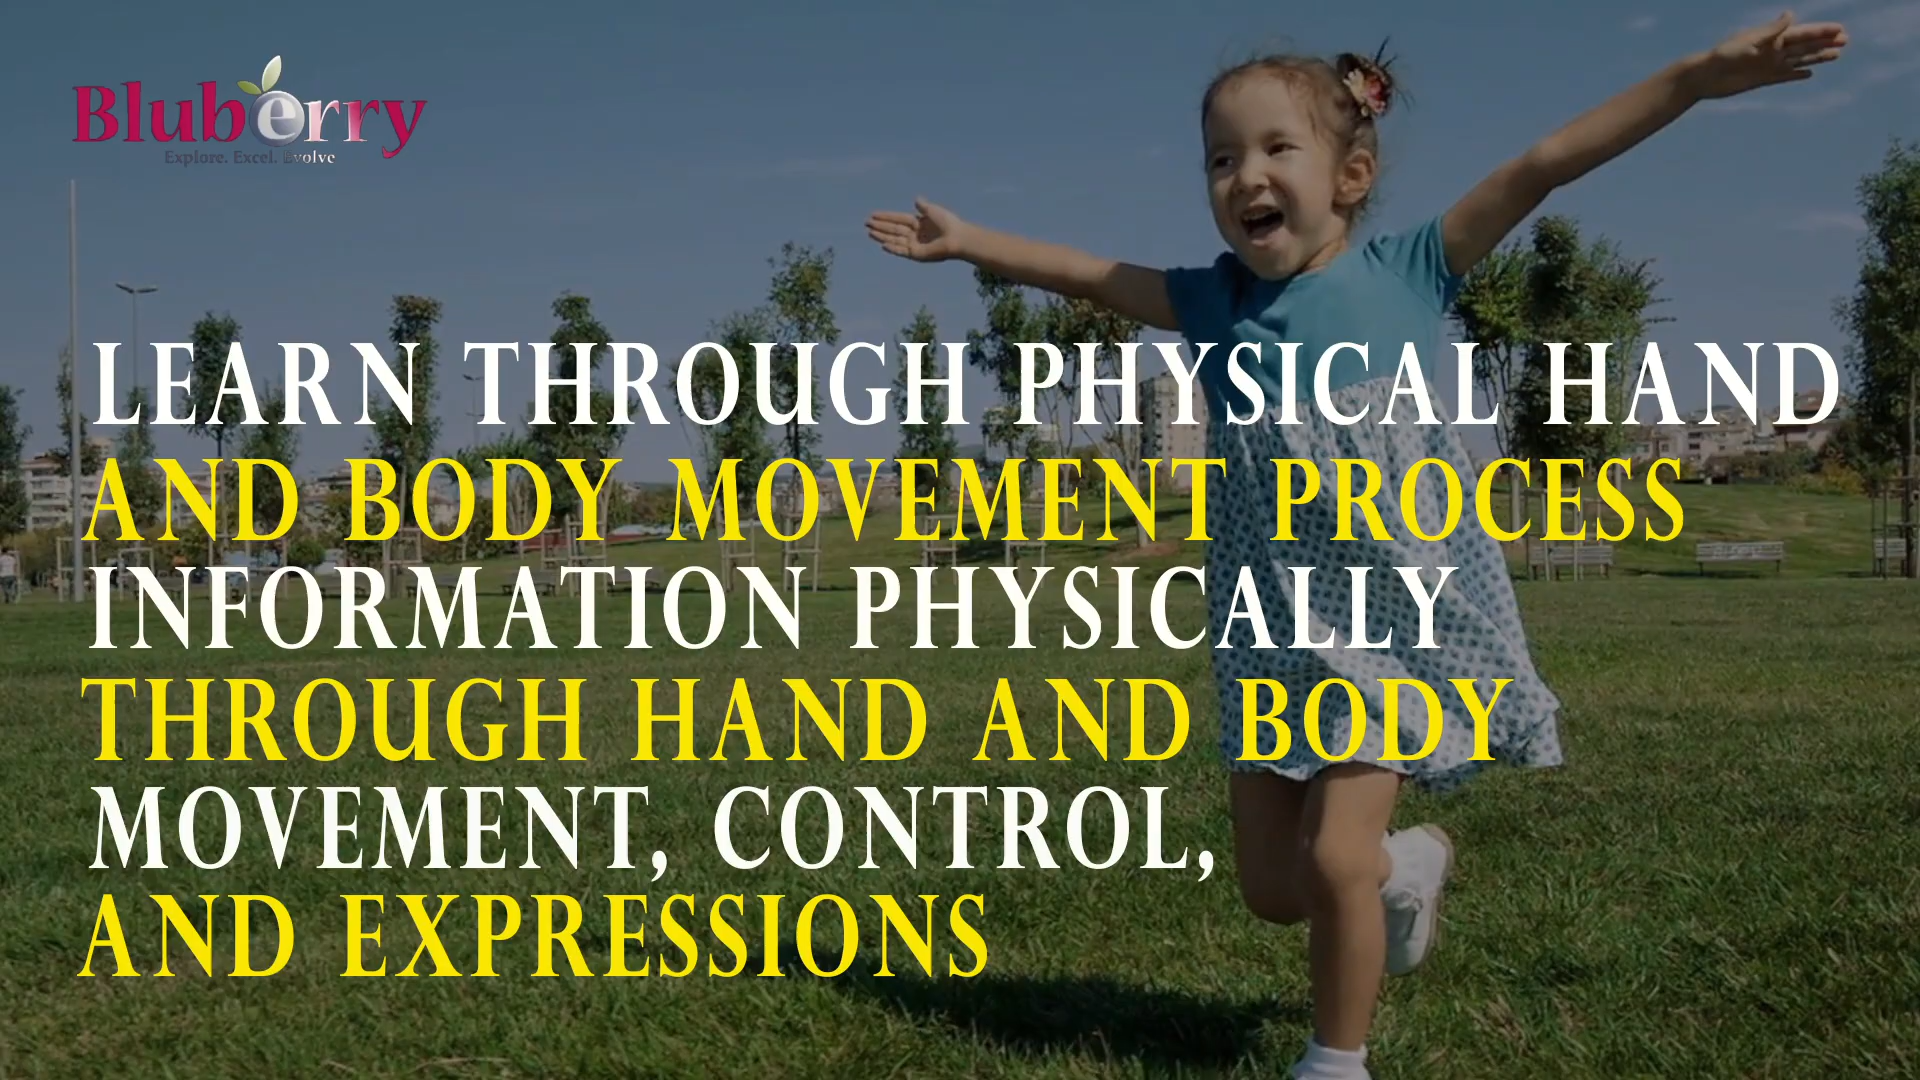 Bluberry
Explore. Excel. Evolve
LEARN THROUGH PHYSICAL HAND
AND BODY MOVEMENT PROCESS
INFORMATION PHYSICALLY
THROUGH HAND AND BODY
MOVEMENT, CONTROL,
AND EXPRESSIONS